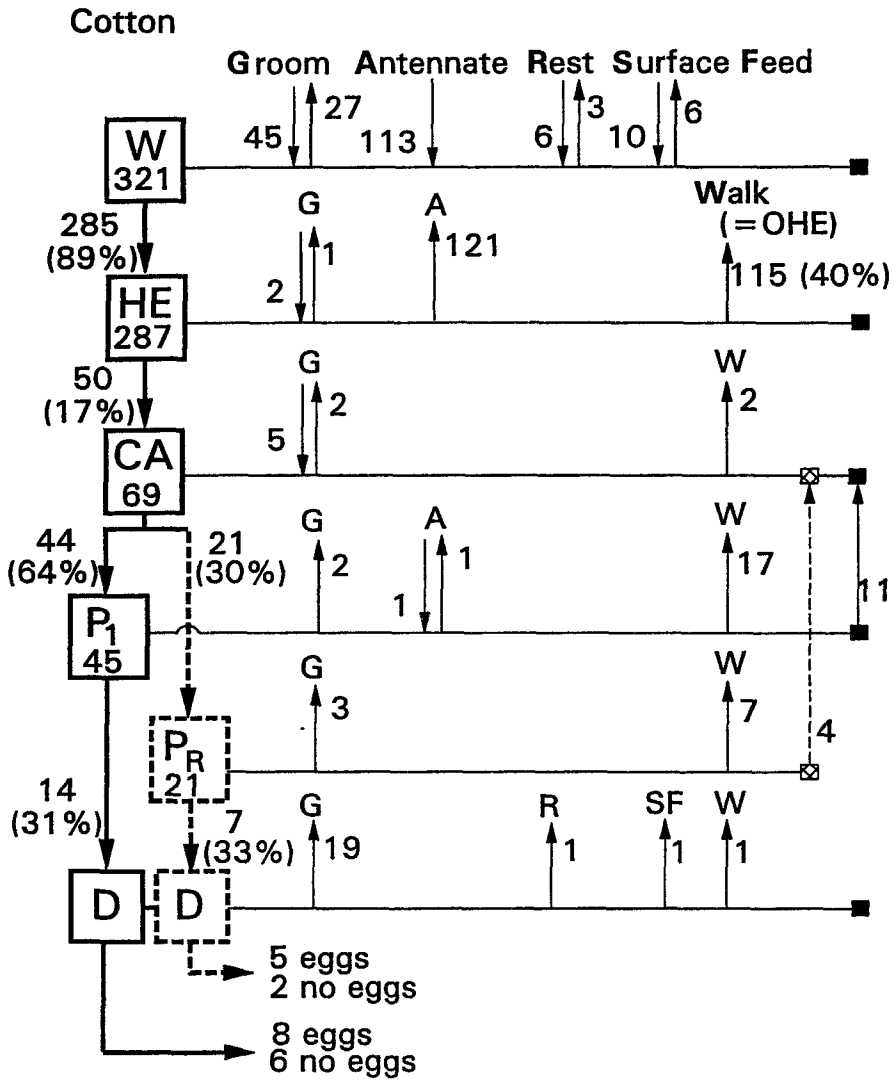 Cotton
Groom Antennate Rest Surface Feed
45 27 113 6 3 10 6
W
321
285
(89%)
G A Walk
(=OHE)
2 1 121 115 (40%)
HE
287
50
(17%)
G W
5 2 2
CA
69
44
(64%)
21
(30%)
G A W
2 1 1 17 11
P1
45
G W
3 7 4
PR
21
14
(31%)
7
(33%)
G R SF W
19 1 1 1
D D
5 eggs
2 no eggs
8 eggs
6 no eggs